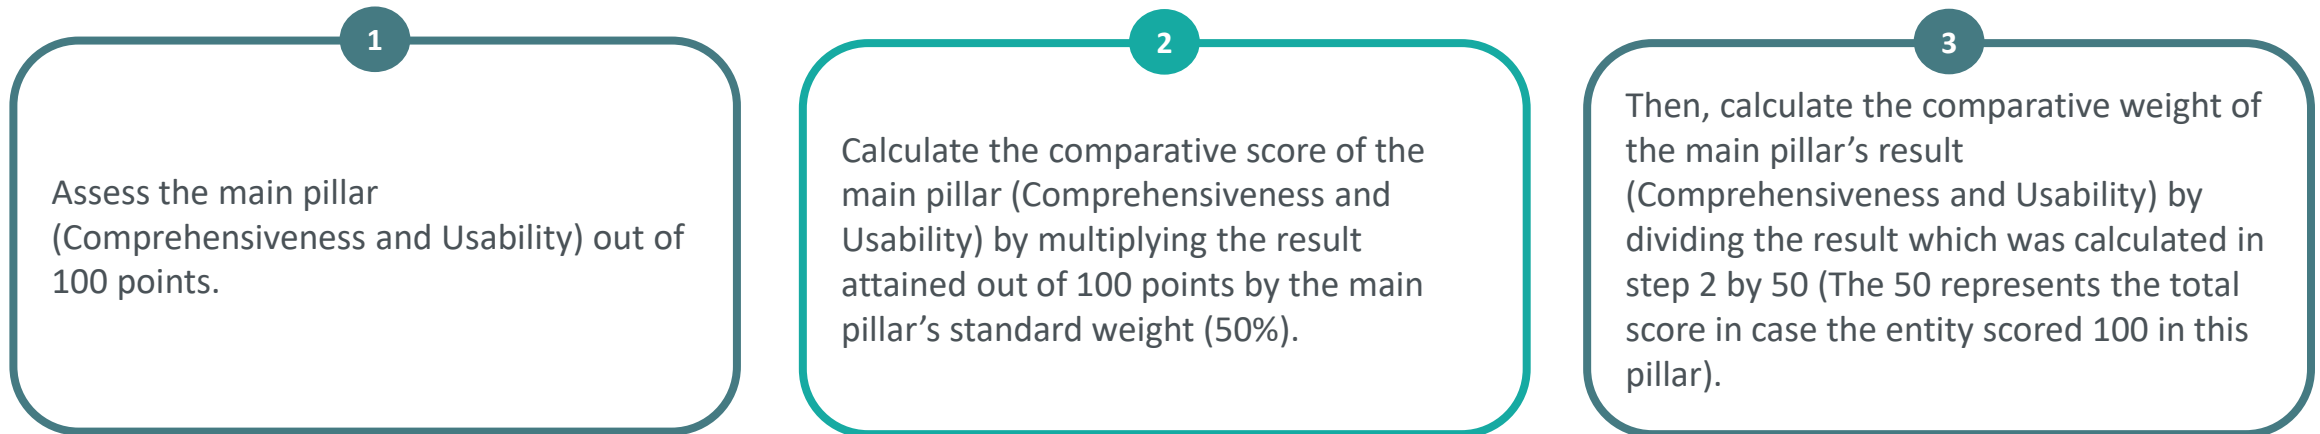 1
Assess the main pillar
(Comprehensiveness and Usability) out of
100 points.
2
Calculate the comparative score of the
main pillar (Comprehensiveness and
Usability) by multiplying the result
attained out of 100 points by the main
pillar’s standard weight (50%).
3
Then, calculate the comparative weight of
the main pillar’s result
(Comprehensiveness and Usability) by
dividing the result which was calculated in
step 2 by 50 (The 50 represents the total
score in case the entity scored 100 in this
pillar).